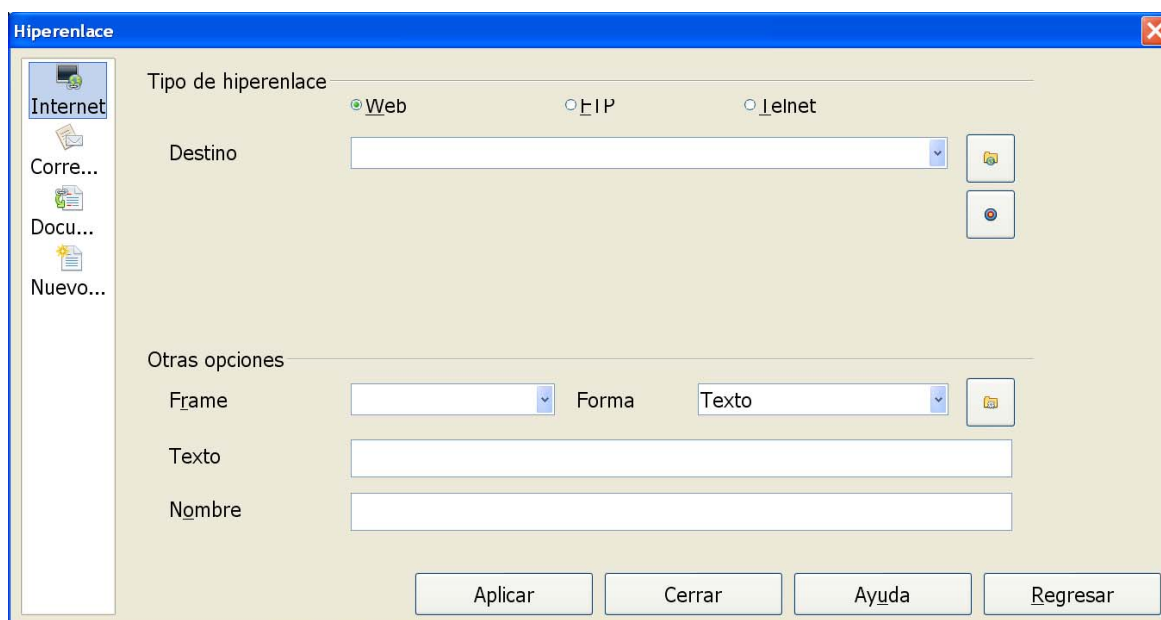 Hiperenlace
Internet
Corre...
Docu...
Nuevo...
Tipo de hiperenlace
Web
FTP
Telnet
Destino
Otras opciones
Frame
Forma
Texto
Texto
Nombre
Aplicar
Cerrar
Ayuda
Regresar